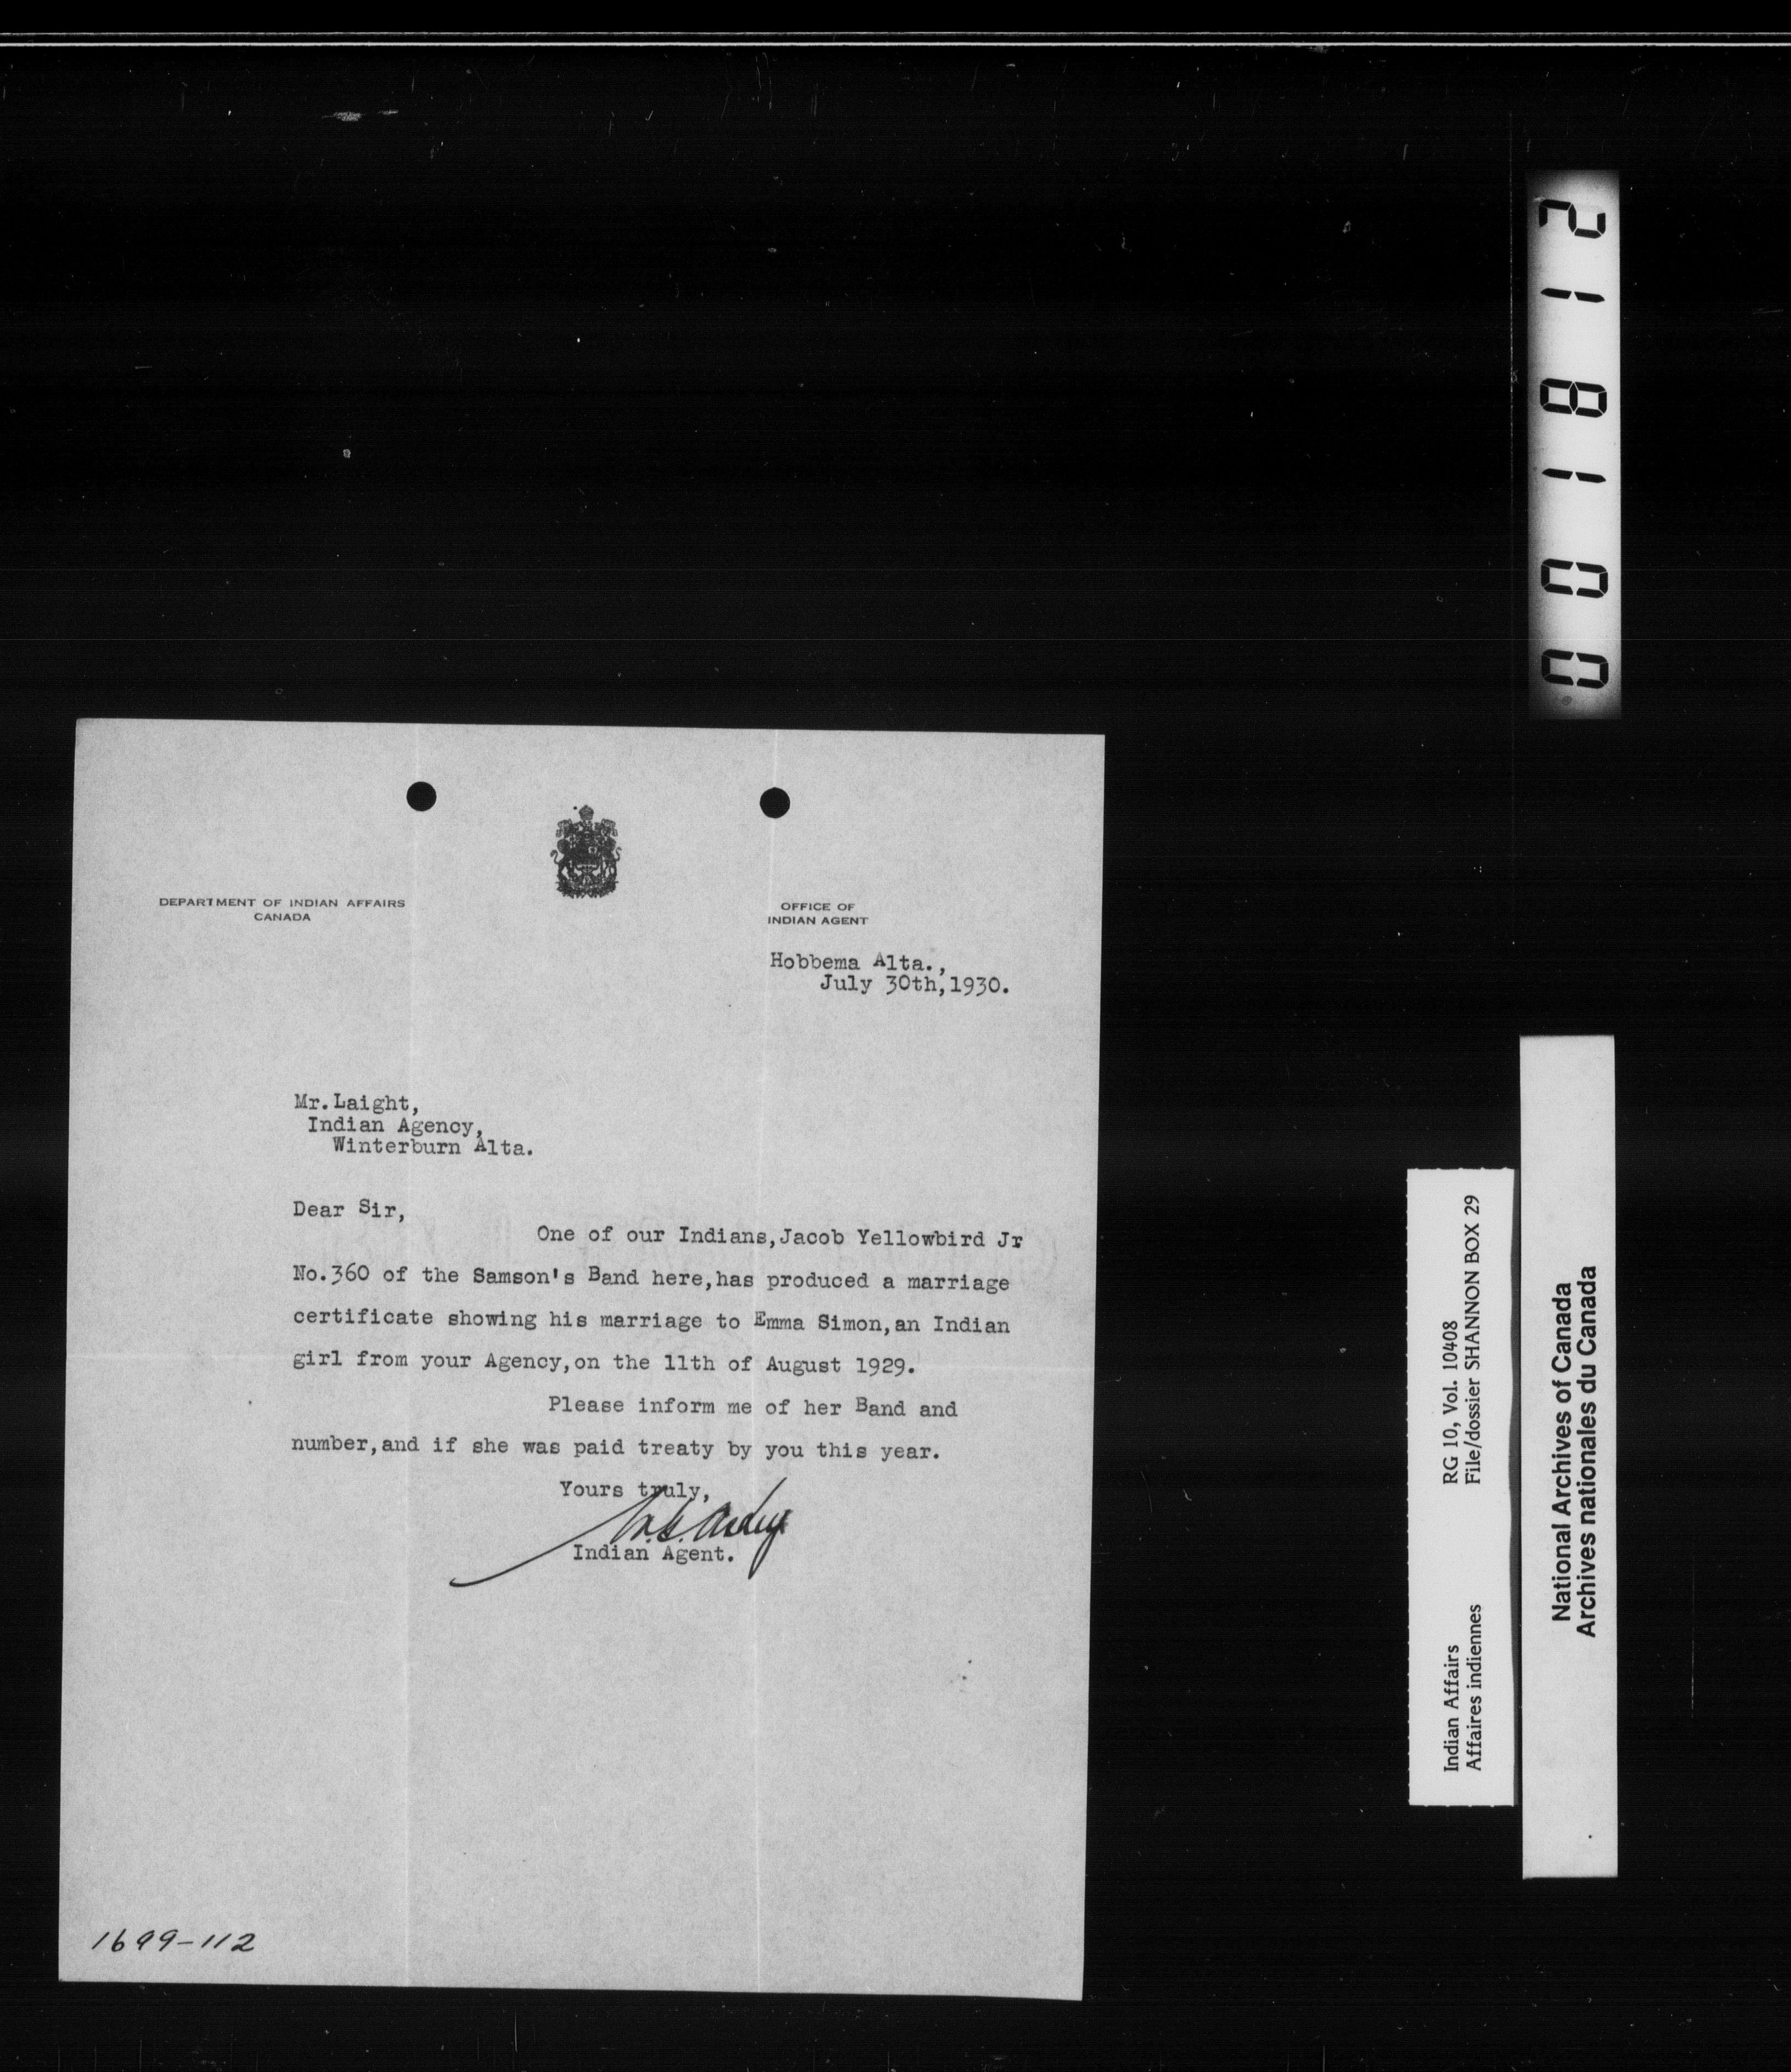 DEPARTMENT OF INDIAN AFFAIRS
CANADA
OFFICE OF
INDIAN AGENT
Hobbema Alta.,
July 30th,1930.
Mr.Laight,
Indian Agency,
Winterburn Alta.
Dear Sir,
One of our Indians,Jacob Yellowbird Jr
No.360 of the Samson's Band here,has produced a marriage
certificate showing his marriage to Emma Simon,an Indian
girl from your Agency,on the 11th of August 1929.
Please inform me of her Band and
number,and if she was paid treaty by you this year.
Yours truly,
Indian Agent.
1699-112
001812
Indian Affairs
Affaires indiennes
RG 10, Vol. 10408
File/dossier SHANNON BOX 29
National Archives of Canada
Archives nationales du Canada